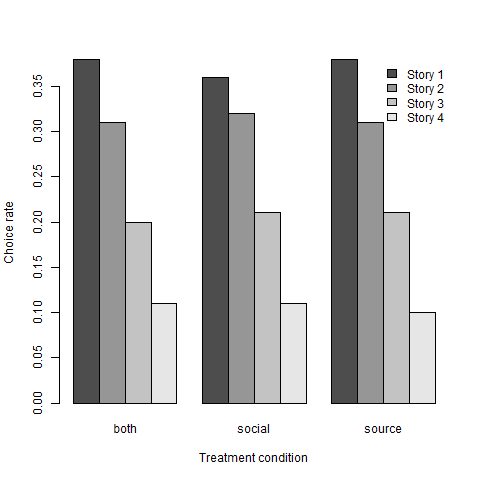 Story 1
Story 2
Story 3
Story 4
Choice rate
0.35
0.30
0.25
0.20
0.15
0.10
0.05
0.00
both social source
Treatment condition